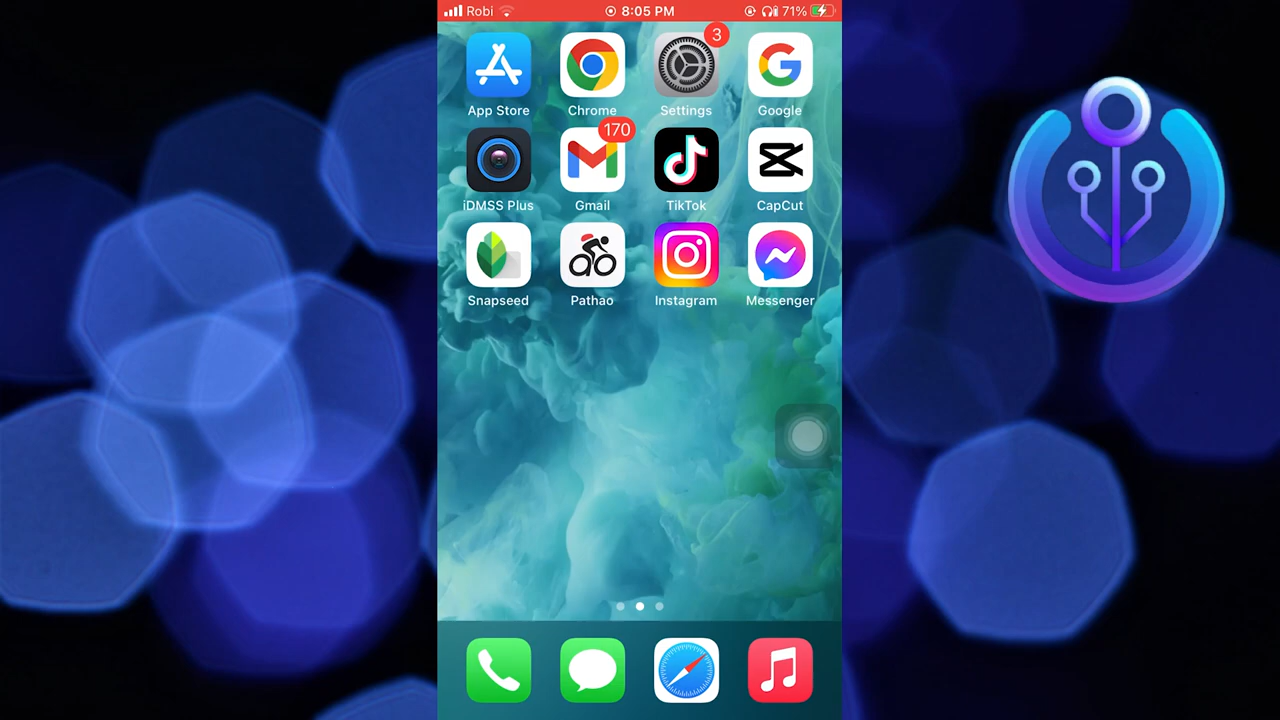 Robi 8:05 PM 71%
3
App Store Chrome Settings Google
170
iDMSS Plus Gmail TikTok CapCut
Snapseed Pathao Instagram Messenger